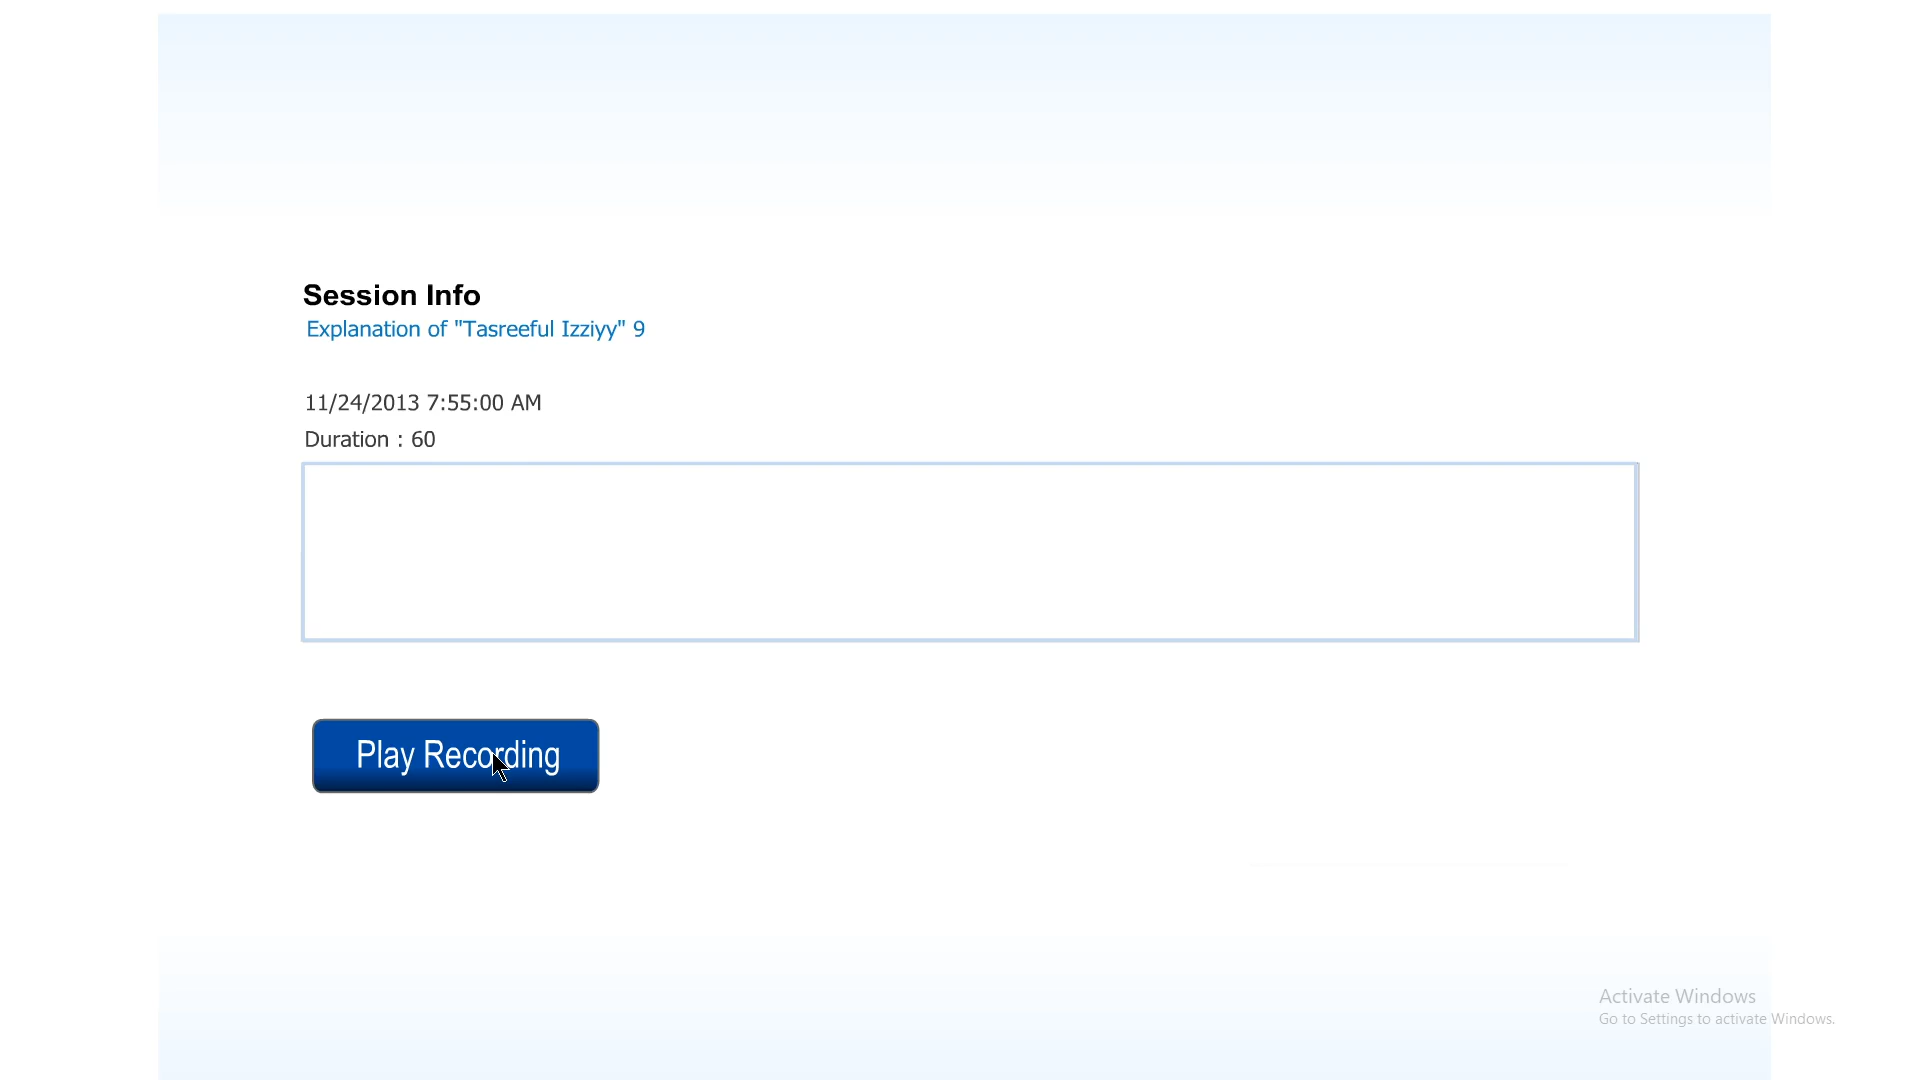 Session Info
Explanation of "Tasreeful Izziyy" 9
11/24/2013 7:55:00 AM
Duration : 60
Play Recording
Activate Windows
Go to Settings to activate Windows.